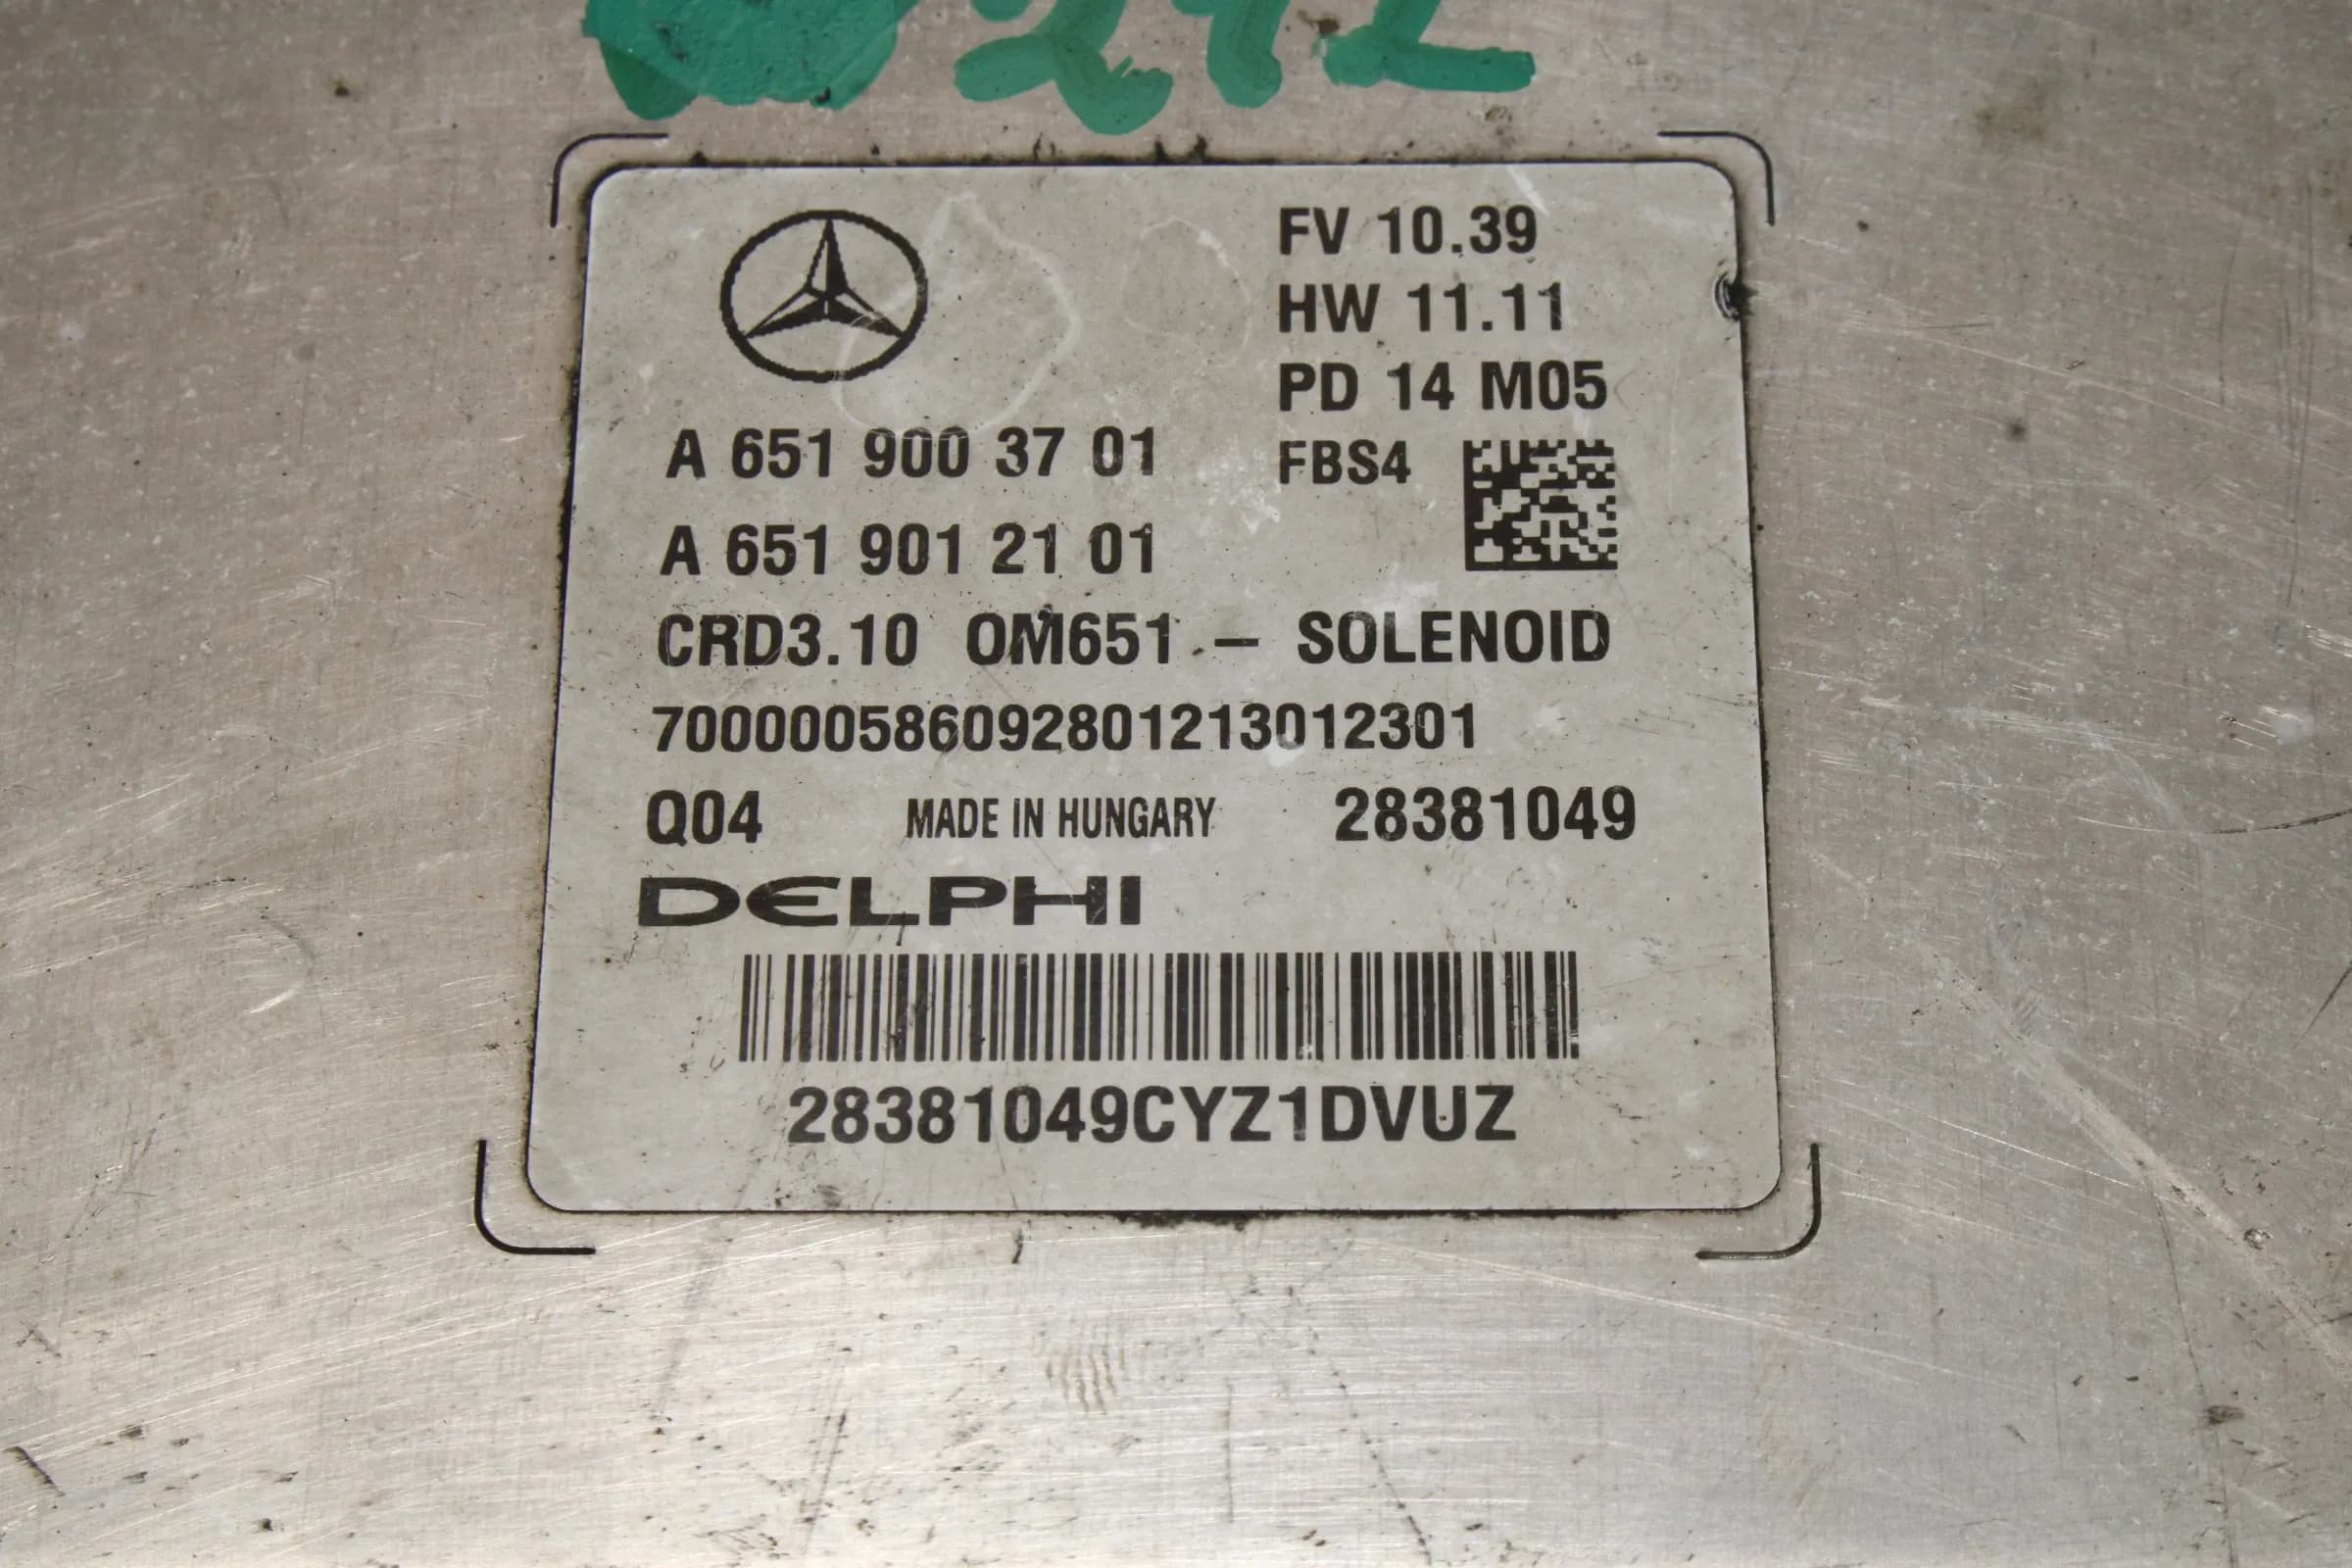 FV 10.39
HW 11.11
PD 14 M05
A 651 900 37 01 FBS4
A 651 901 21 01
CRD3.10 OM651 - SOLENOID
700000586092801213012301
Q04 MADE IN HUNGARY 28381049
DELPHI
28381049CYZ1DVUZ